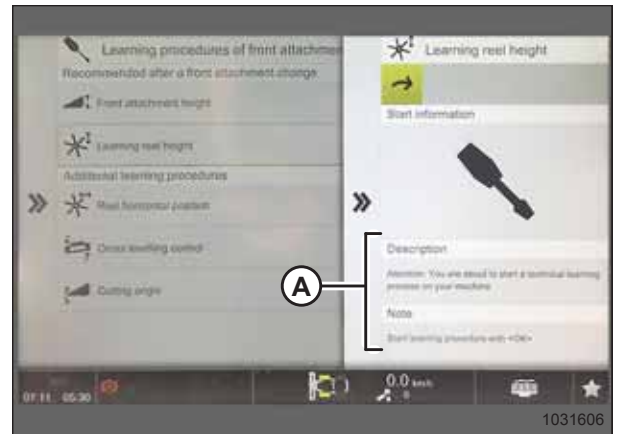 Learning procedures of front attachmen
Recommended after a front attachment change
Front attachment height
Learning reel height
Additional learning procedures
Reel horizontal position
Cross levelling control
Cutting angle
Learning reel height
Start information
Description
Attention: You are about to start a technical learning
process on your machine
Note
Start learning procedure with <OK>
A
07:11 05:30
0.0 km/h
0
1031606